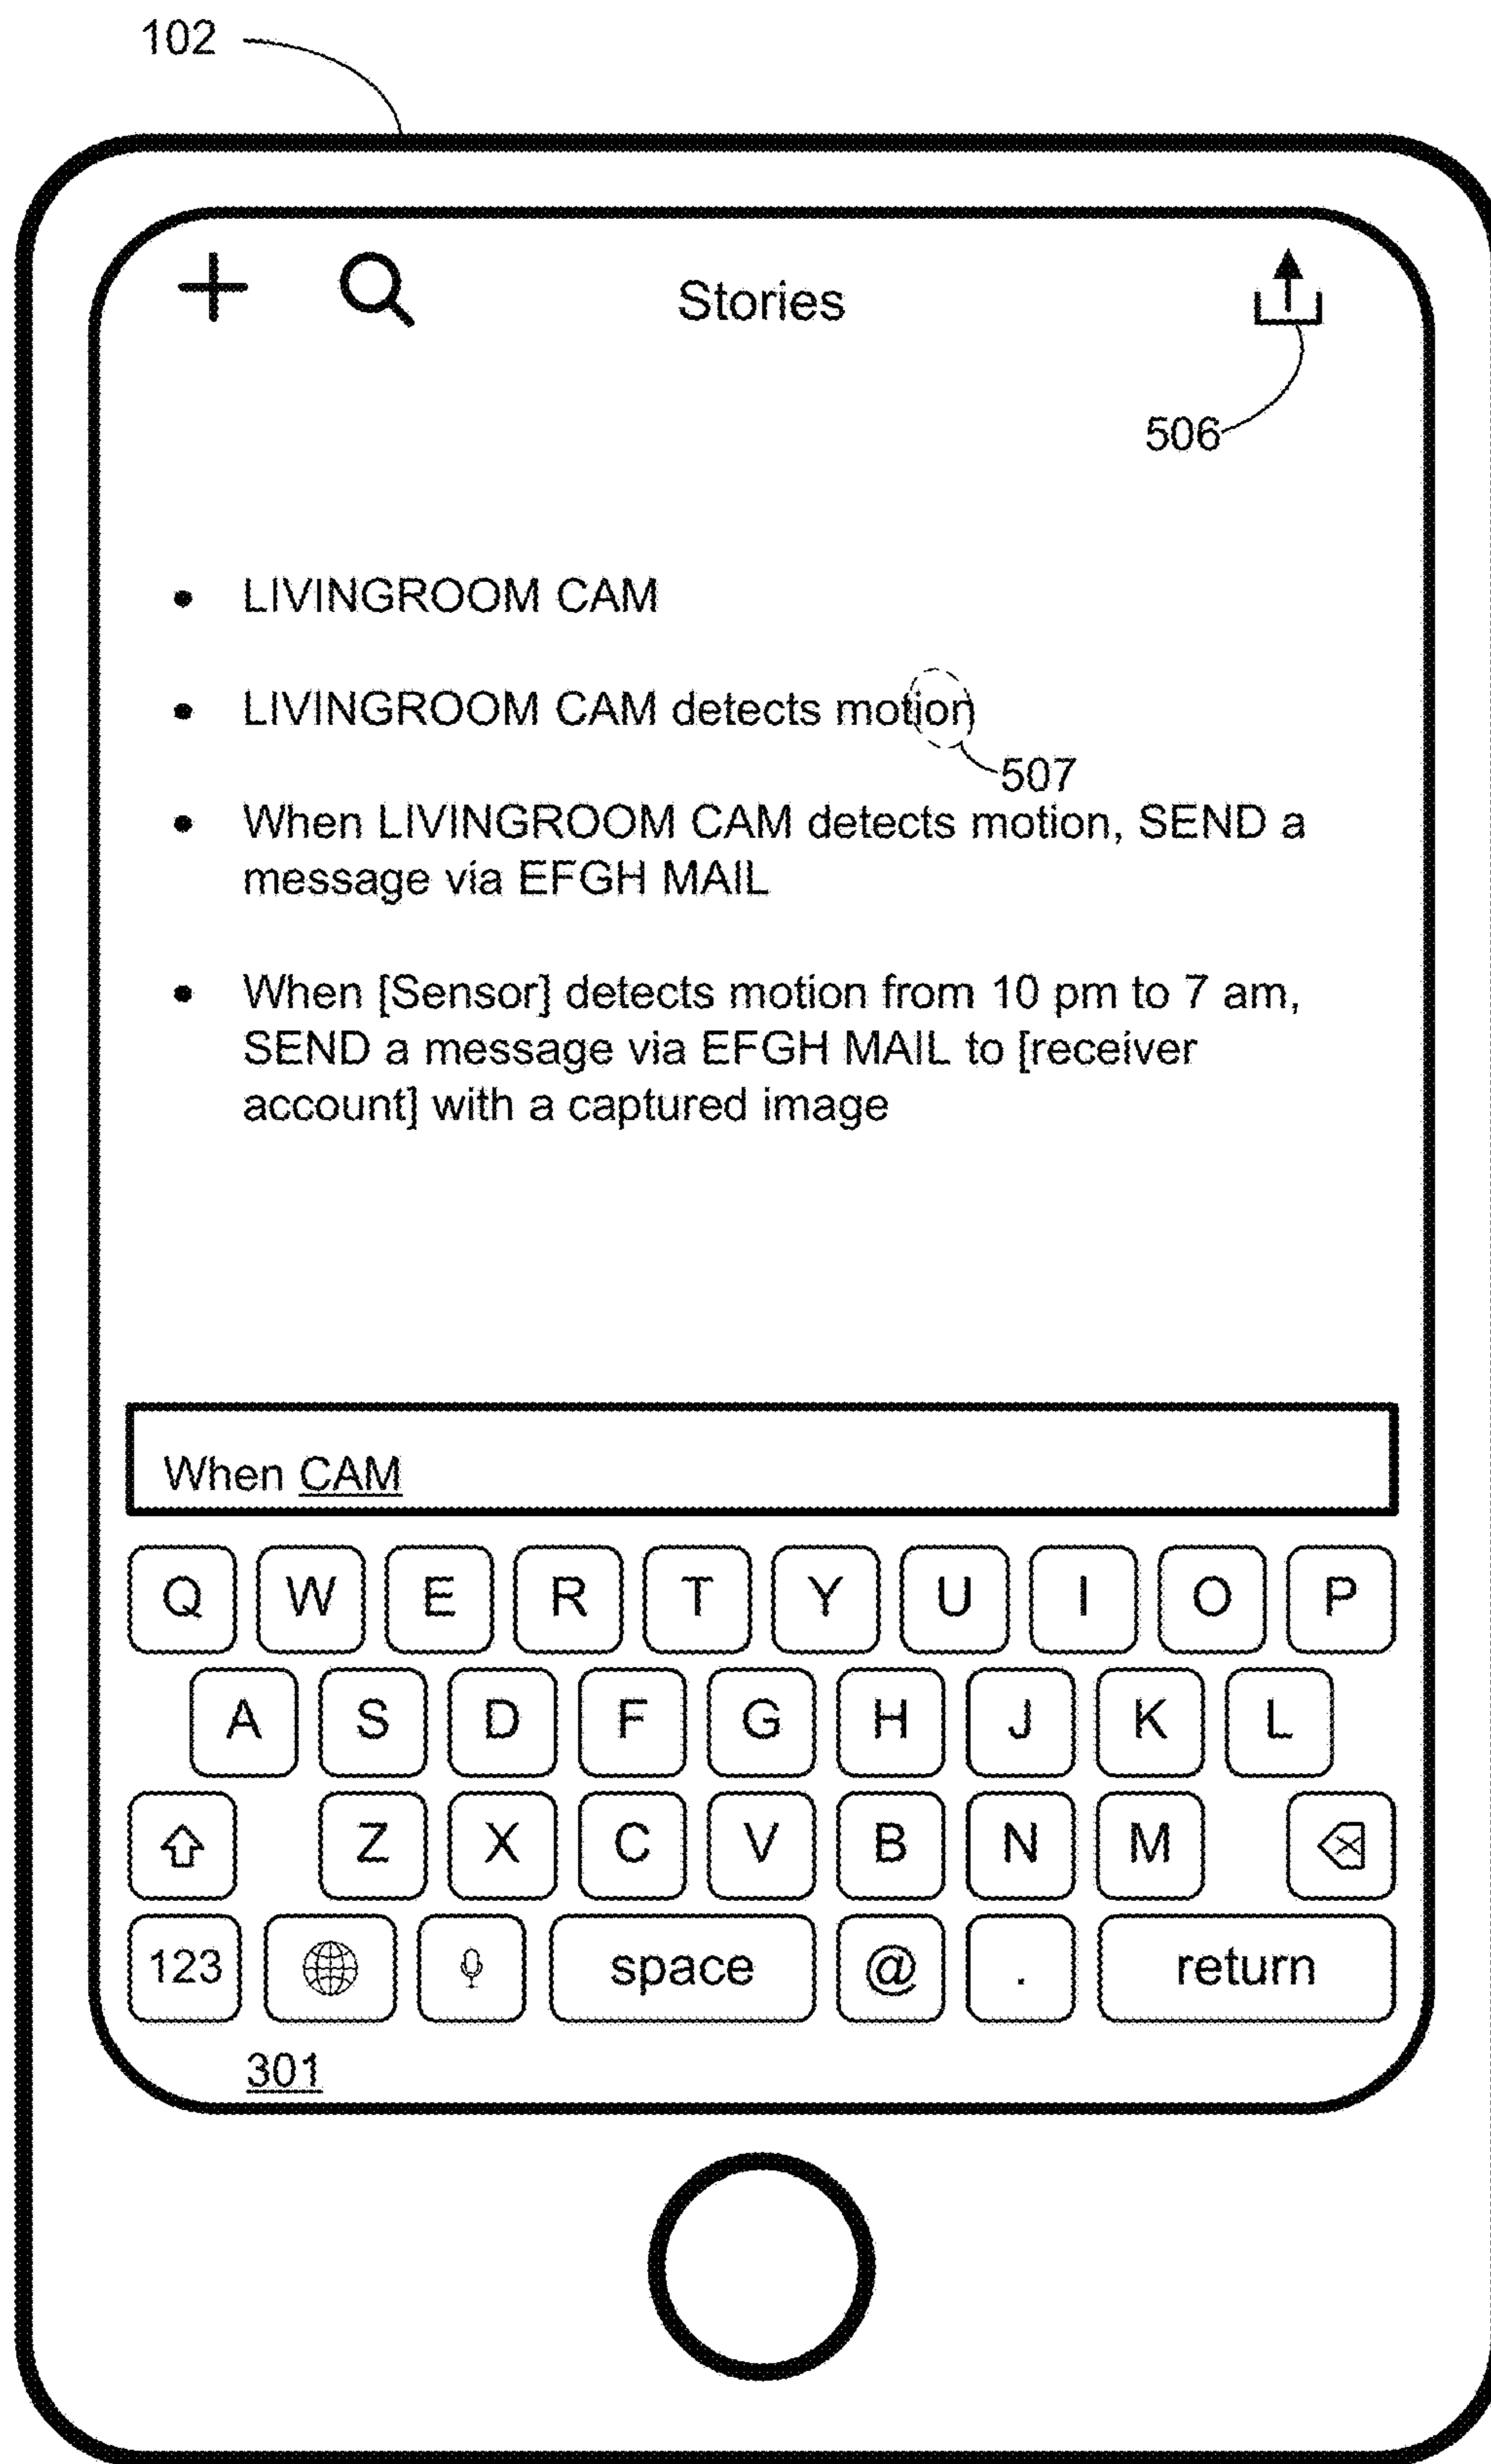 102
Stories
506
• LIVINGROOM CAM
• LIVINGROOM CAM detects motion
507
• When LIVINGROOM CAM detects motion, SEND a
message via EFGH MAIL
• When [Sensor] detects motion from 10 pm to 7 am,
SEND a message via EFGH MAIL to [receiver
account] with a captured image
When CAM
Q W E R T Y U I O P
A S D F G H J K L
Z X C V B N M
123 space @ . return
301